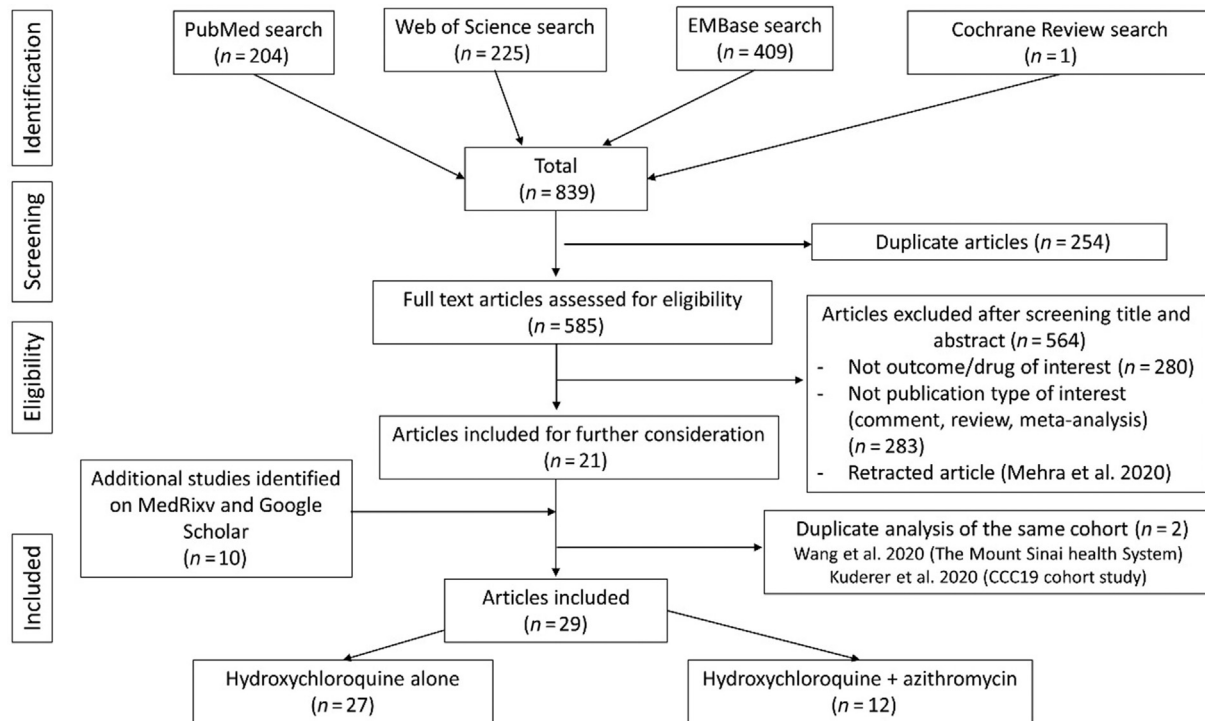 Identification
PubMed search
(n = 204)
Web of Science search
(n = 225)
EMBase search
(n = 409)
Cochrane Review search
(n = 1)
Total
(n = 839)
Screening
Duplicate articles (n = 254)
Full text articles assessed for eligibility
(n = 585)
Eligibility
Articles excluded after screening title and
abstract (n = 564)
- Not outcome/drug of interest (n = 280)
- Not publication type of interest
(comment, review, meta-analysis)
(n = 283)
- Retracted article (Mehra et al. 2020)
Articles included for further consideration
(n = 21)
Additional studies identified
on MedRixv and Google
Scholar
(n = 10)
Duplicate analysis of the same cohort (n = 2)
Wang et al. 2020 (The Mount Sinai health System)
Kuderer et al. 2020 (CCC19 cohort study)
Included
Articles included
(n = 29)
Hydroxychloroquine alone
(n = 27)
Hydroxychloroquine + azithromycin
(n = 12)